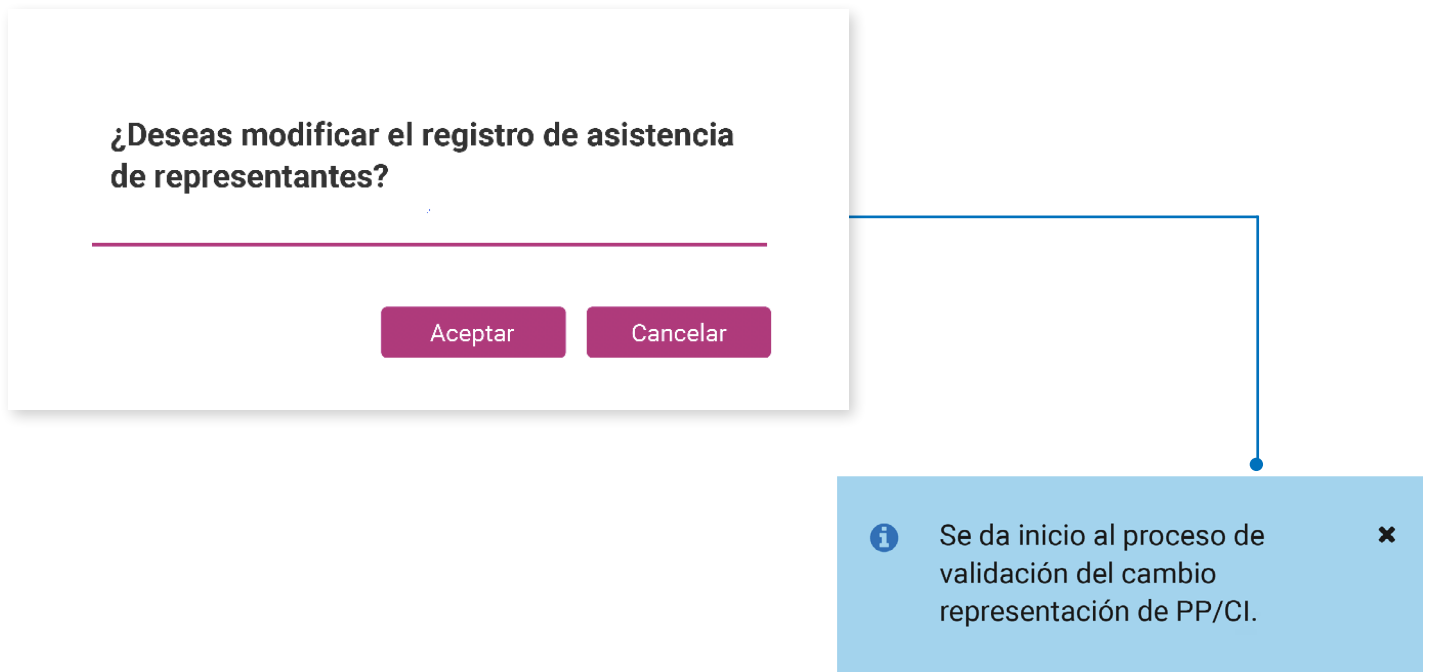 ¿Deseas modificar el registro de asistencia
de representantes?
Aceptar
Cancelar
Se da inicio al proceso de
validación del cambio
representación de PP/CI.